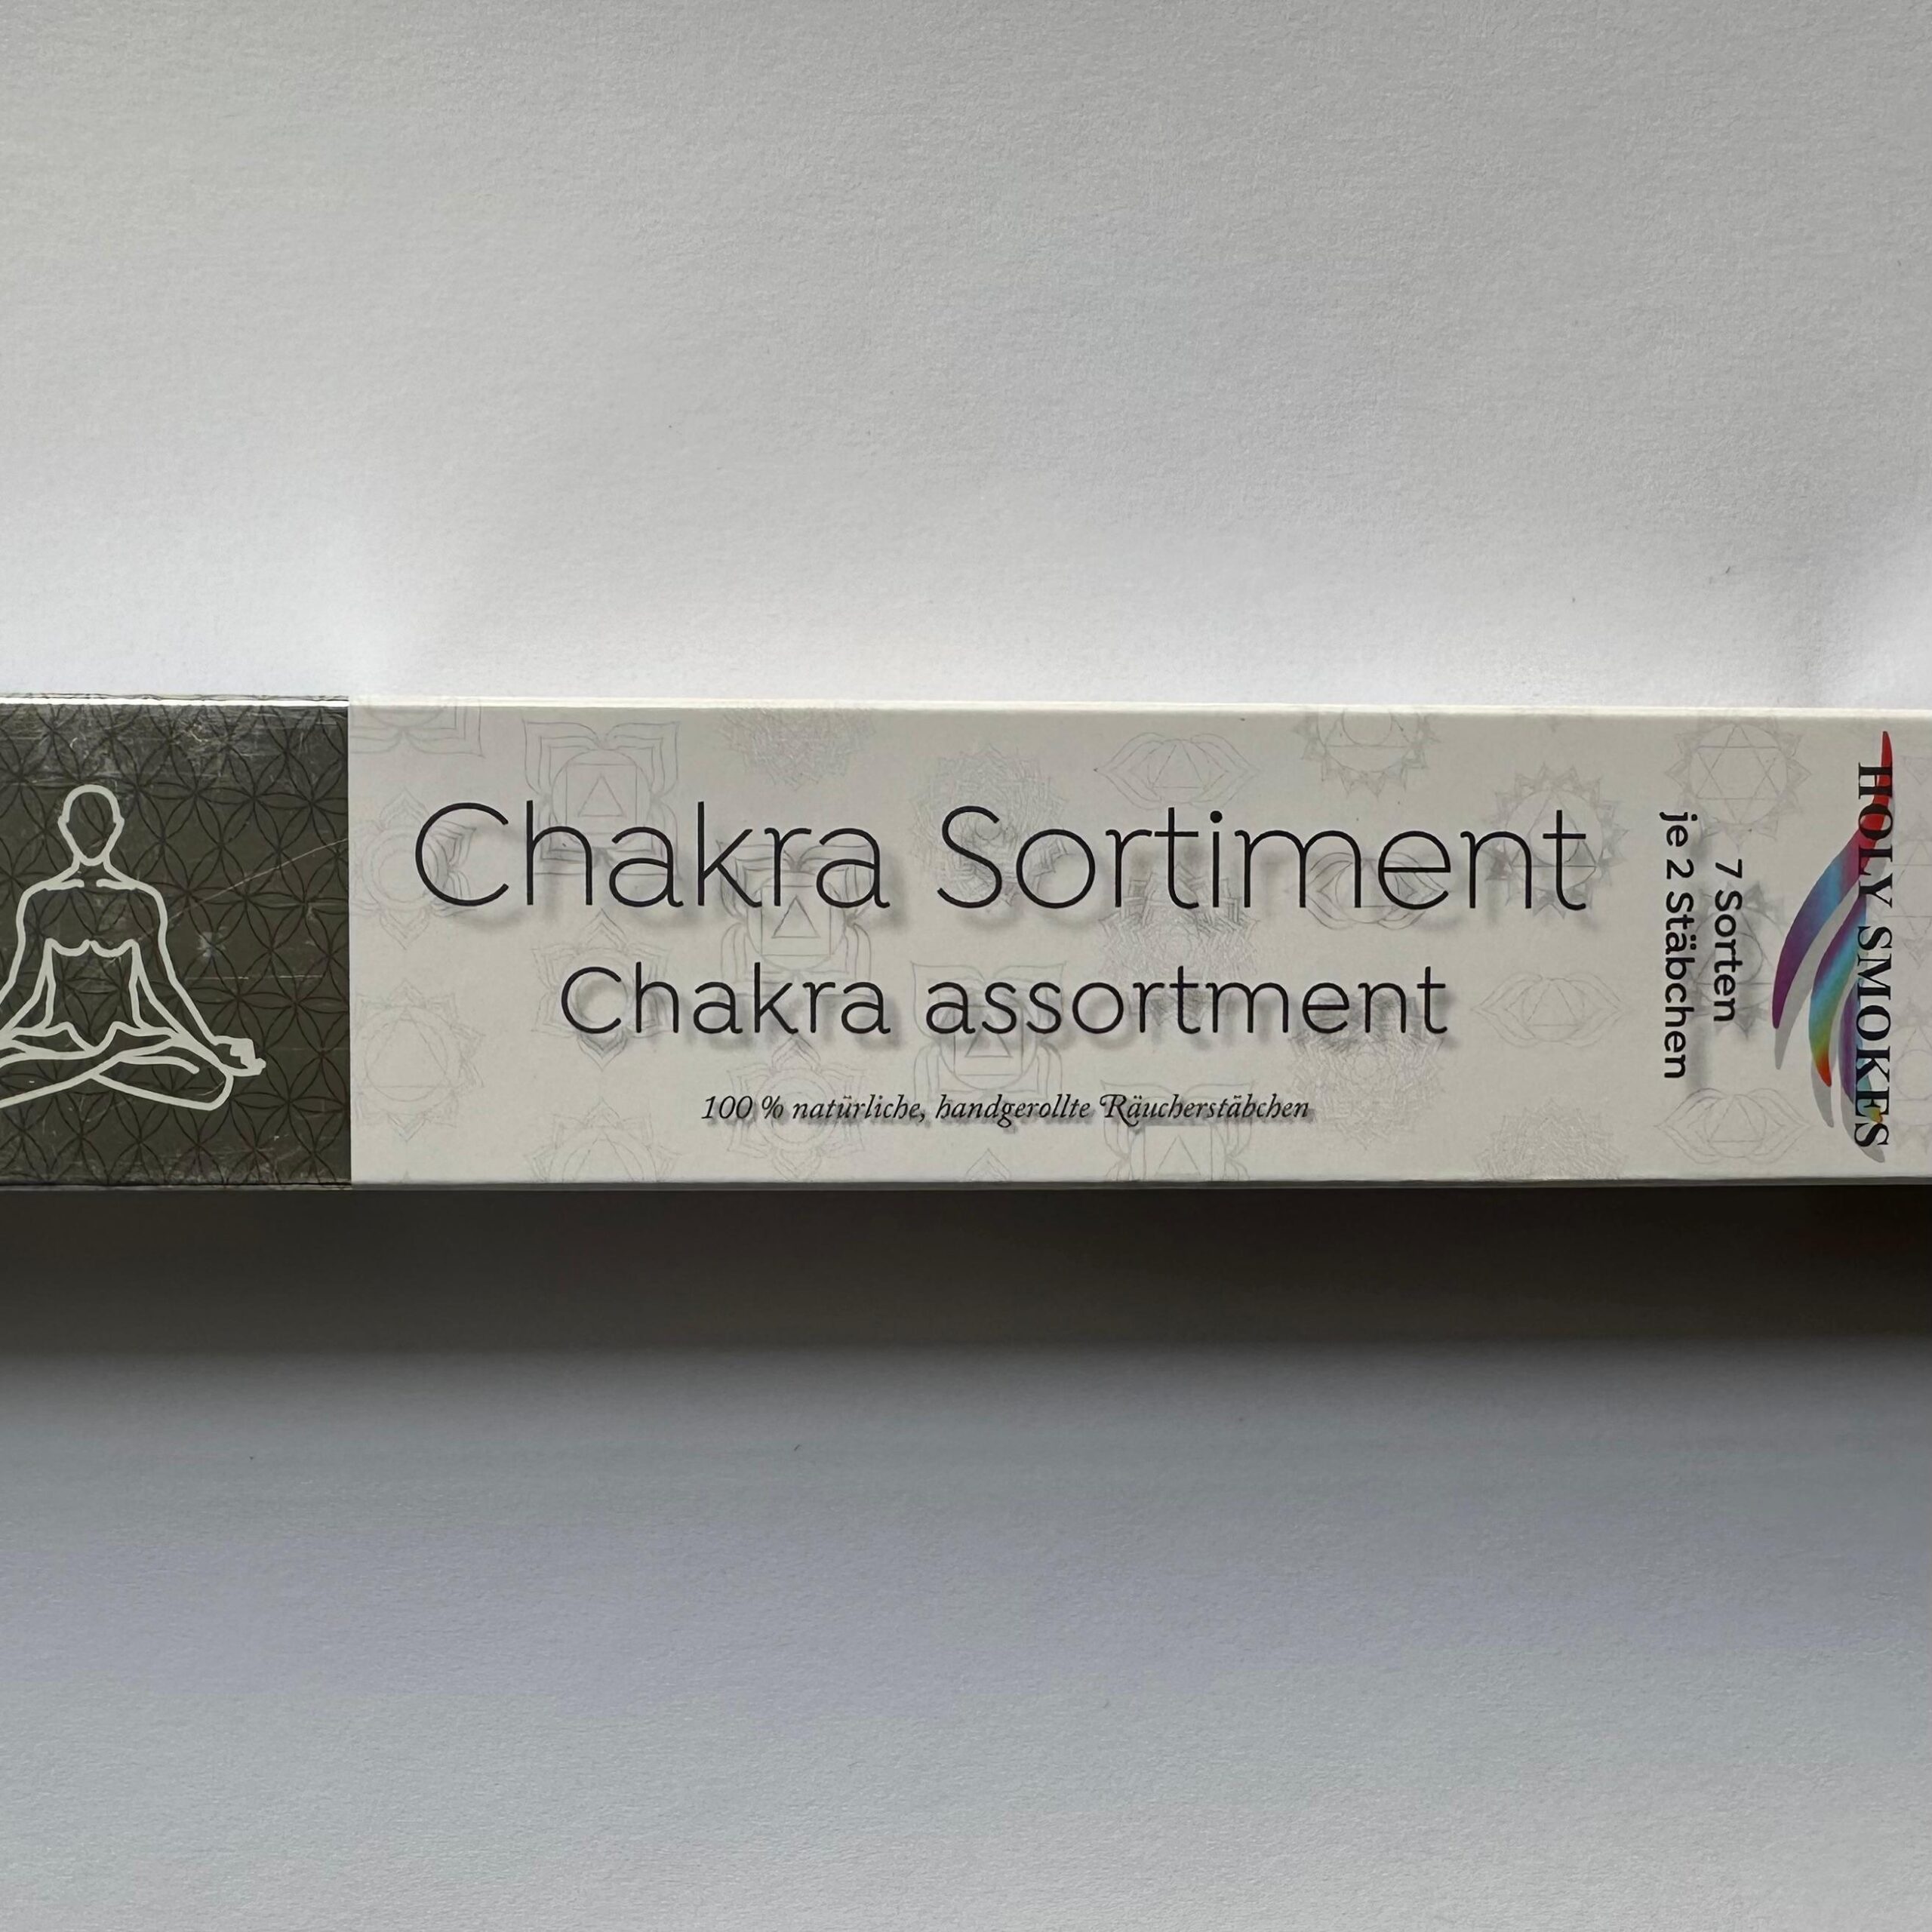 Chakra Sortiment
Chakra assortment
100 % natürliche, handgerollte Räucherstäbchen
7 Sorten
je 2 Stäbchen
HOLY SMOKES